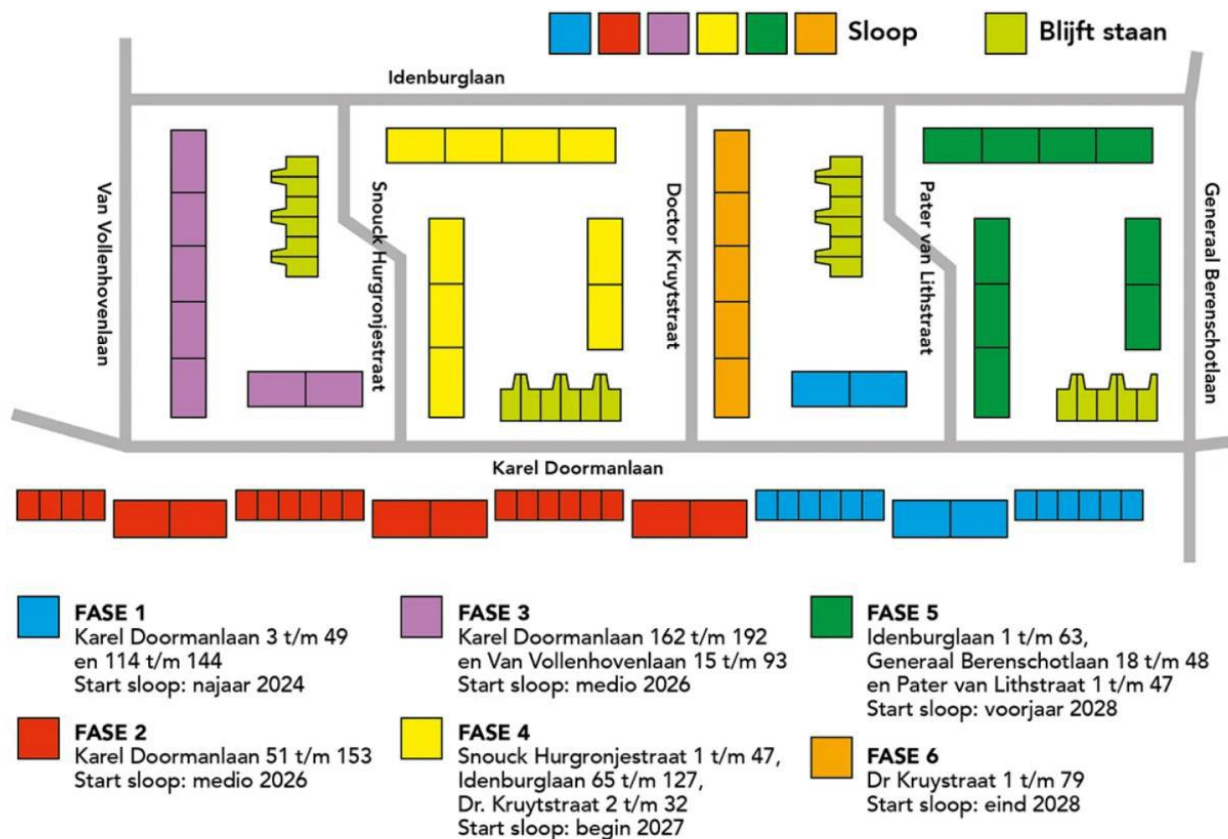 Sloop
Blijft staan
Idenburglaan
Van Vollenhovenlaan
Snouck Hurgronjestraat
Doctor Kruytstraat
Pater van Lithstraat
Generaal Berenschotlaan
Karel Doormanlaan
FASE 1
Karel Doormanlaan 3 t/m 49
en 114 t/m 144
Start sloop: najaar 2024
FASE 2
Karel Doormanlaan 51 t/m 153
Start sloop: medio 2026
FASE 3
Karel Doormanlaan 162 t/m 192
en Van Vollenhovenlaan 15 t/m 93
Start sloop: medio 2026
FASE 4
Snouck Hurgronjestraat 1 t/m 47,
Idenburglaan 65 t/m 127,
Dr. Kruytstraat 2 t/m 32
Start sloop: begin 2027
FASE 5
Idenburglaan 1 t/m 63,
Generaal Berenschotlaan 18 t/m 48
en Pater van Lithstraat 1 t/m 47
Start sloop: voorjaar 2028
FASE 6
Dr Kruystraat 1 t/m 79
Start sloop: eind 2028